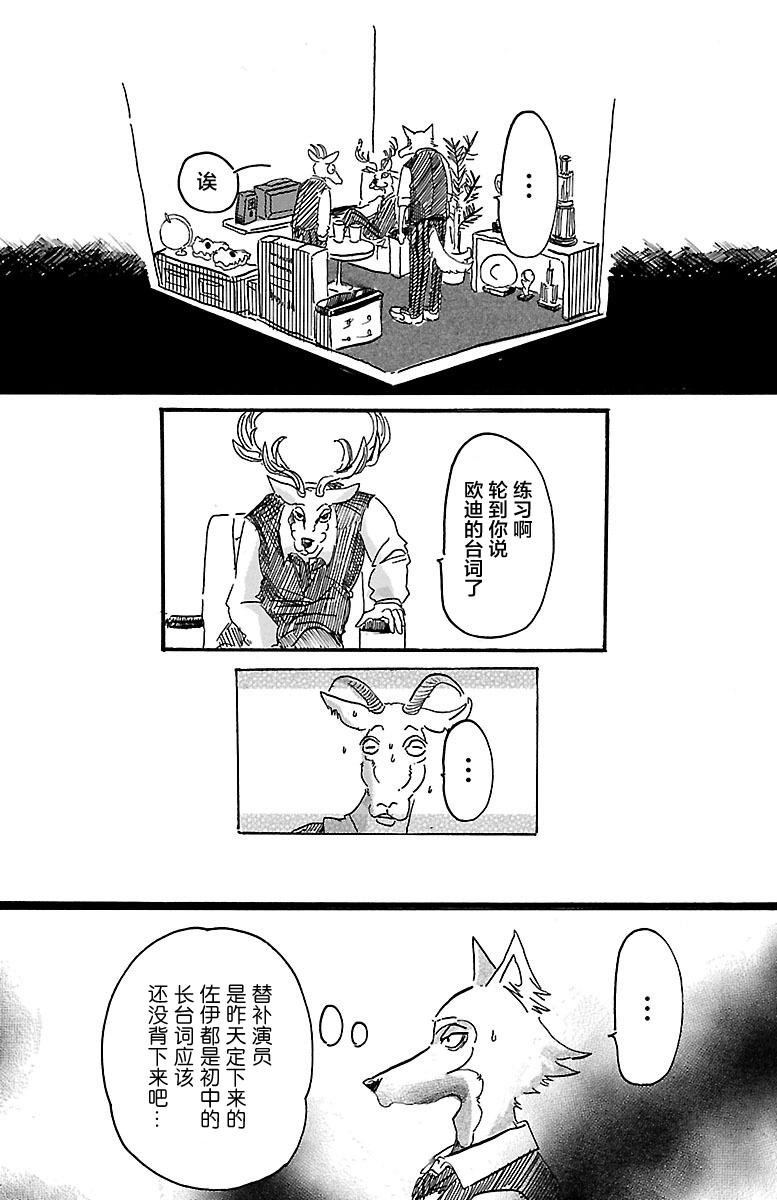 …
诶
练习啊
轮到你说
欧迪的台词了
…
…
替补演员
是昨天定下来的
佐伊都是初中的
长台词应该
还没背下来吧…